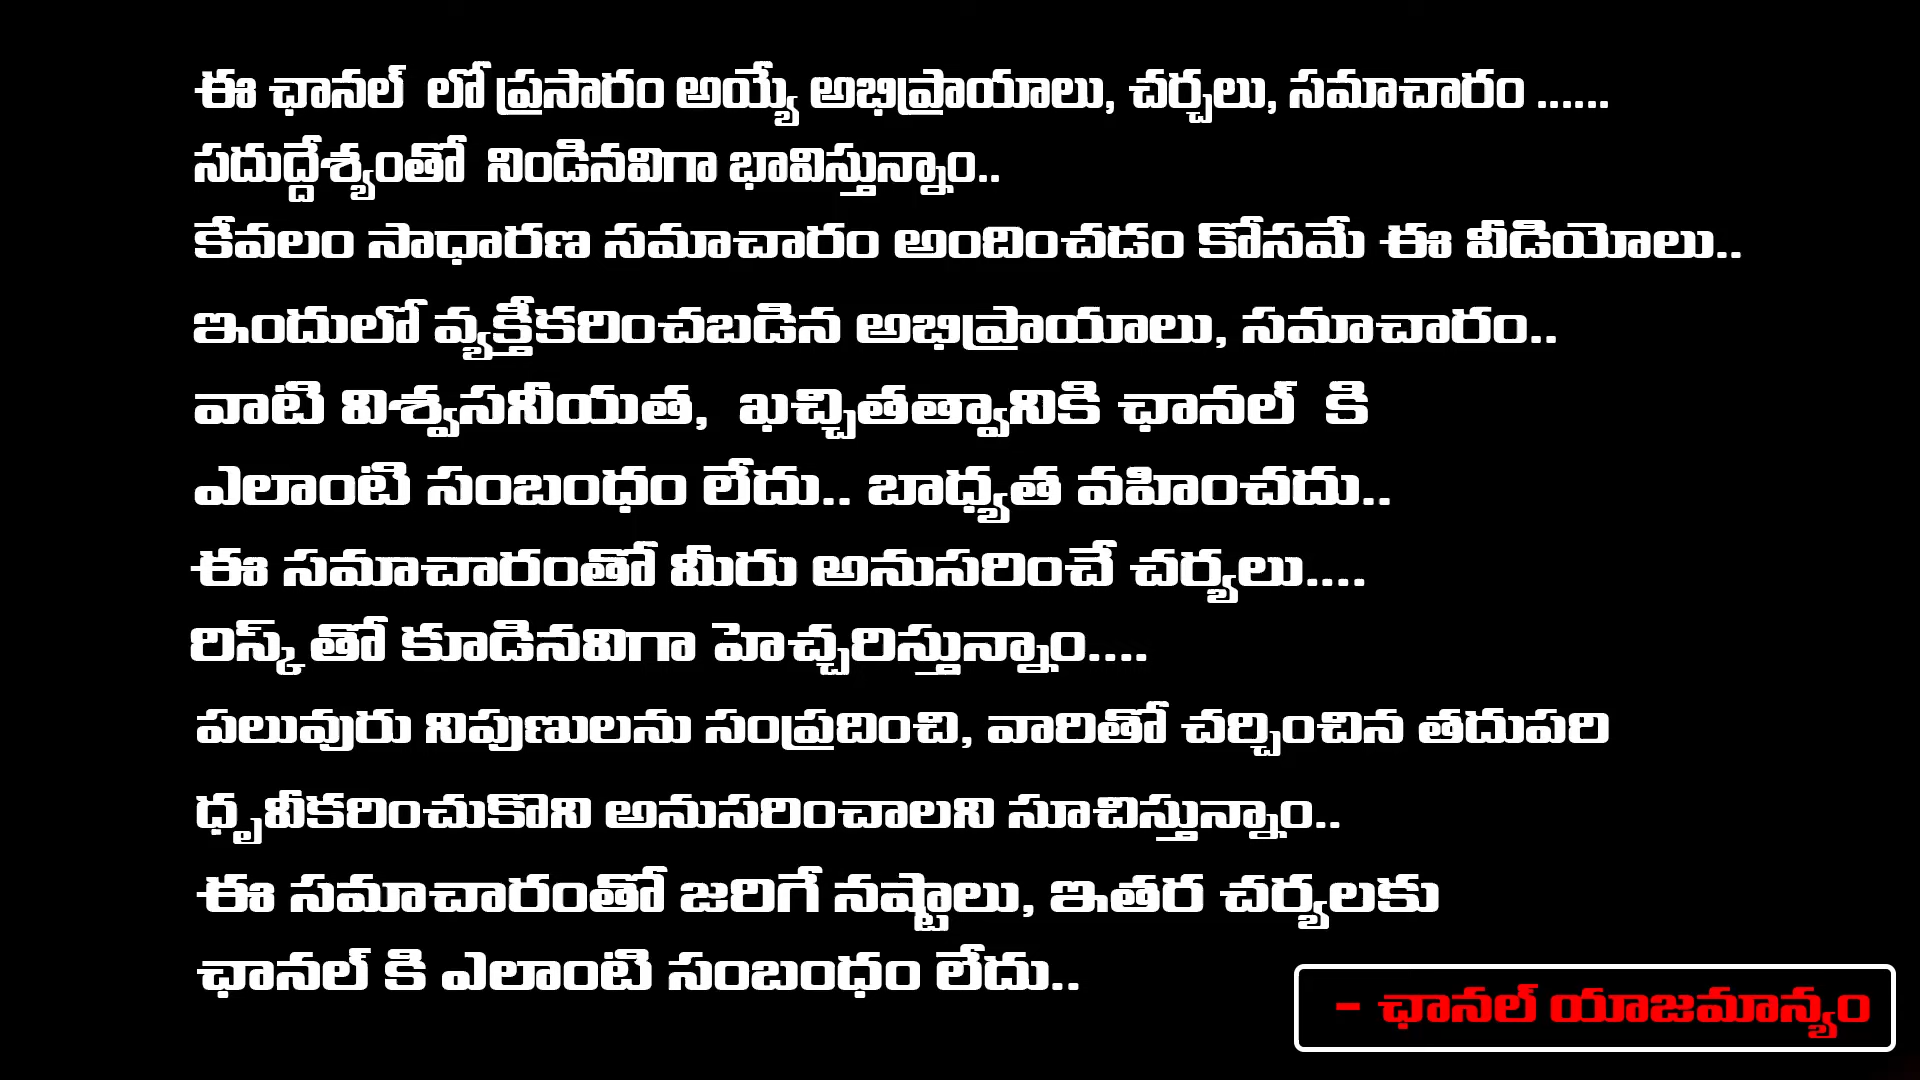 ఈ ఛానల్ లో ప్రసారం అయ్యే అభిప్రాయాలు, చర్చలు, సమాచారం ......
సదుద్దేశ్యంతో నిండినవిగా భావిస్తున్నాం..
కేవలం సాధారణ సమాచారం అందించడం కోసమే ఈ వీడియోలు..
ఇందులో వ్యక్తీకరించబడిన అభిప్రాయాలు, సమాచారం..
వాటి విశ్వసనీయత, ఖచ్చితత్వానికి ఛానల్ కి
ఎలాంటి సంబంధం లేదు.. బాధ్యత వహించదు..
ఈ సమాచారంతో మీరు అనుసరించే చర్యలు....
రిస్క్ తో కూడినవిగా హెచ్చరిస్తున్నాం....
పలువురు నిపుణులను సంప్రదించి, వారితో చర్చించిన తదుపరి
ధృవీకరించుకొని అనుసరించాలని సూచిస్తున్నాం..
ఈ సమాచారంతో జరిగే నష్టాలు, ఇతర చర్యలకు
ఛానల్ కి ఎలాంటి సంబంధం లేదు..
- ఛానల్ యాజమాన్యం